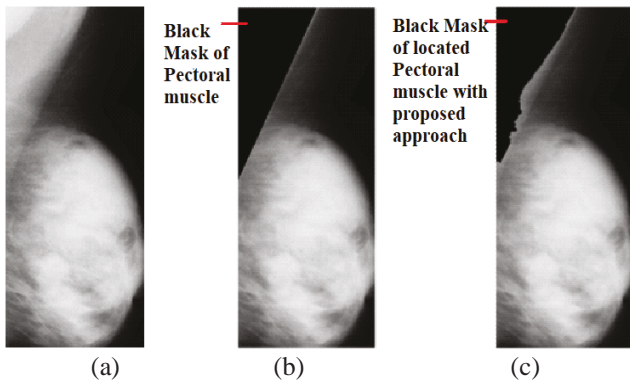 Black
Mask of
Pectoral
muscle
Black Mask
of located
Pectoral
muscle with
proposed
approach
(a)
(b)
(c)